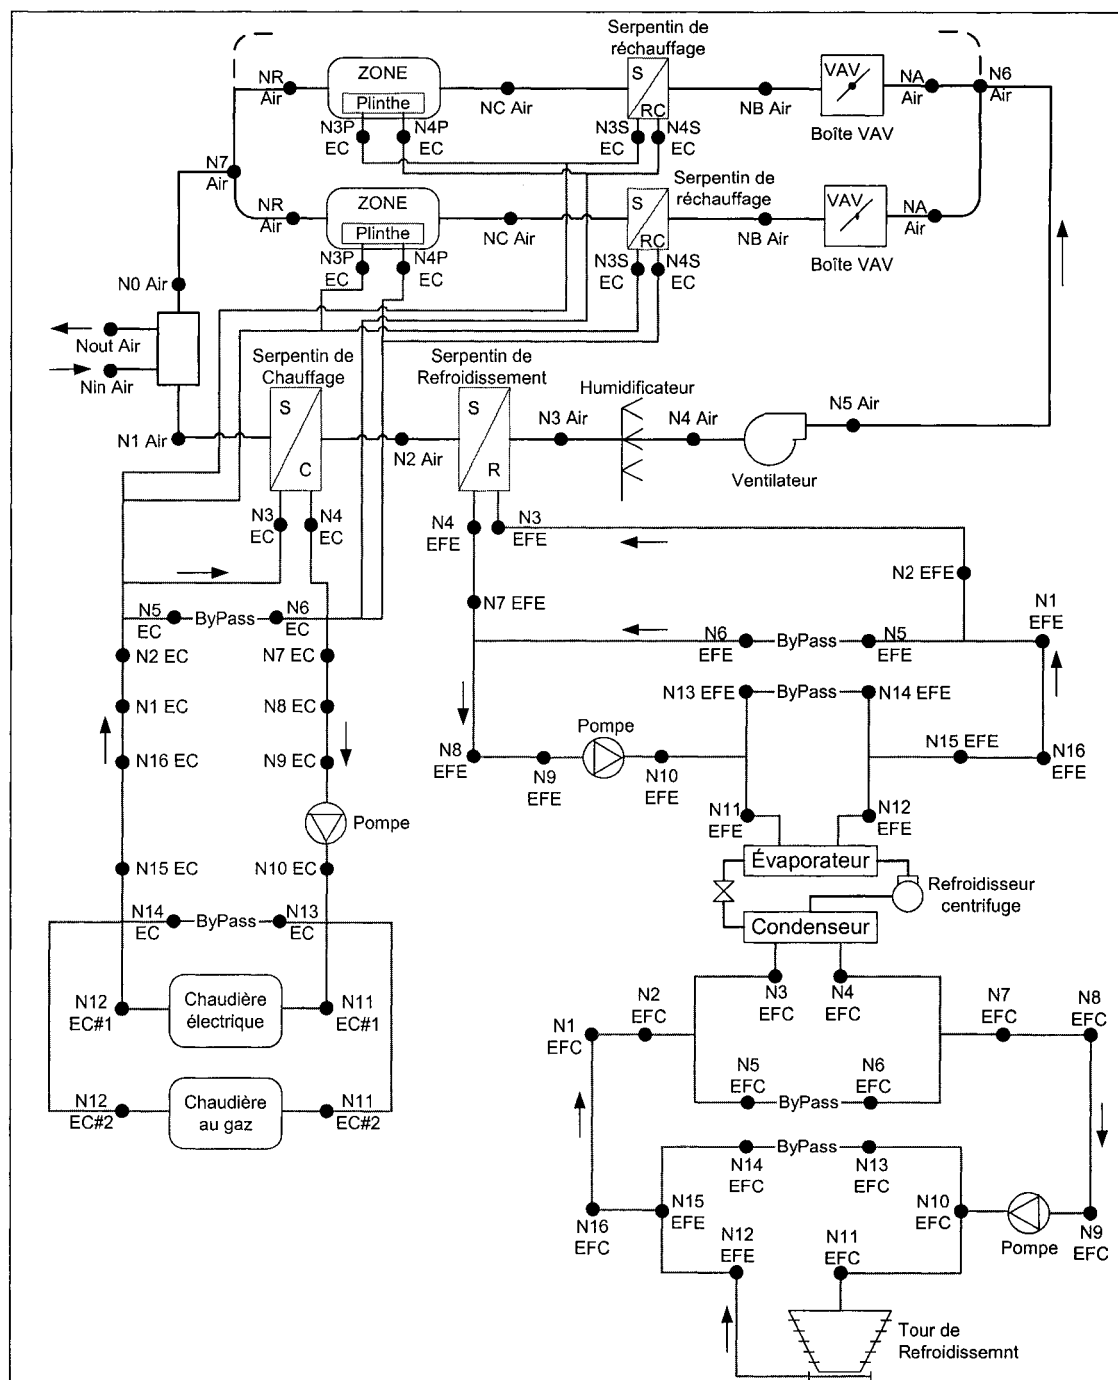 Serpentin de
réchauffage
ZONE
Plinthe
NR
Air
N3P
EC
N4P
EC
NC Air
S
RC
N3S
EC
N4S
EC
NB Air
VAV
Boîte VAV
NA
Air
N6
Air
N7
Air
Serpentin de
réchauffage
NR
Air
ZONE
Plinthe
N3P
EC
N4P
EC
NC Air
S
RC
N3S
EC
N4S
EC
NB Air
VAV
Boîte VAV
NA
Air
N0 Air
Nout Air
Nin Air
N1 Air
Serpentin de
Chauffage
S
C
N2 Air
Serpentin de
Refroidissement
S
R
N3 Air
Humidificateur
N4 Air
Ventilateur
N5 Air
N3
EC
N4
EC
N4
EFE
N3
EFE
N2 EFE
N7 EFE
N1
EFE
N5
EC
ByPass
N6
EC
N6
EFE
ByPass
N5
EFE
N2 EC
N7 EC
N13 EFE
ByPass
N14 EFE
N1 EC
N8 EC
Pompe
N15 EFE
N16 EC
N9 EC
N8
EFE
N9
EFE
N10
EFE
N16
EFE
Pompe
N11
EFE
N12
EFE
N15 EC
N10 EC
Évaporateur
Refroidisseur
centrifuge
Condenseur
N14
EC
ByPass
N13
EC
N12
EC#1
Chaudière
électrique
N11
EC#1
N12
EC#2
Chaudière
au gaz
N11
EC#2
N3
EFC
N4
EFC
N1
EFC
N2
EFC
N7
EFC
N8
EFC
N5
EFC
ByPass
N6
EFC
N14
EFC
ByPass
N13
EFC
N16
EFC
N15
EFE
N12
EFE
N11
EFC
N10
EFC
Pompe
N9
EFC
Tour de
Refroidissemnt